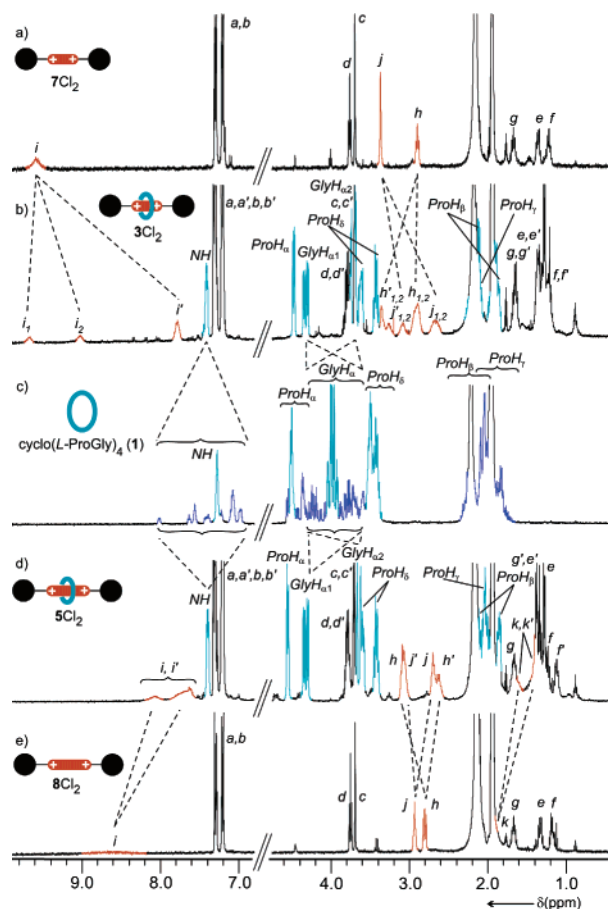 a)
7Cl2
i
a,b
d
c
j
h
g
e
f
b)
3Cl2
i1
i2
i'
NH
a,a',b,b'
ProHα
GlyHα1
GlyHα2
c,c'
ProHδ
d,d'
h'1,2
j'1,2
h1,2
j1,2
ProHβ
ProHγ
e,e'
g,g'
f,f'
c)
cyclo(L-ProGly)4 (1)
NH
ProHα
GlyHα
ProHδ
ProHβ
ProHγ
d)
5Cl2
i, i'
NH
a,a',b,b'
ProHα
GlyHα1
GlyHα2
c,c'
ProHδ
d,d'
h
j'
j
h'
ProHγ
ProHβ
g',e'
e
k,k'
g
f
f'
e)
8Cl2
i
a,b
d
c
j
h
k
g
e
f
9.0 8.0 7.0 4.0 3.0 2.0 1.0
δ(ppm)